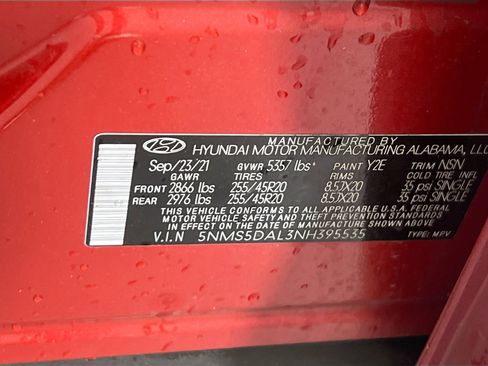 MANUFACTURED BY
HYUNDAI MOTOR MANUFACTURING ALABAMA, LLC
Sep/23/21 GVWR 5357 lbs* PAINT Y2E TRIM NSN
GAWR TIRES RIMS COLD TIRE INFL
FRONT 2866 lbs 255/45R20 8.5JX20 35 psi SINGLE
REAR 2976 lbs 255/45R20 8.5JX20 35 psi SINGLE
THIS VEHICLE CONFORMS TO ALL APPLICABLE U.S.A. FEDERAL
MOTOR VEHICLE SAFETY AND THEFT PREVENTION STANDARDS
IN EFFECT ON THE DATE OF MANUFACTURE SHOWN ABOVE.
V.I.N 5NMS5DAL3NH395535 TYPE: MPV